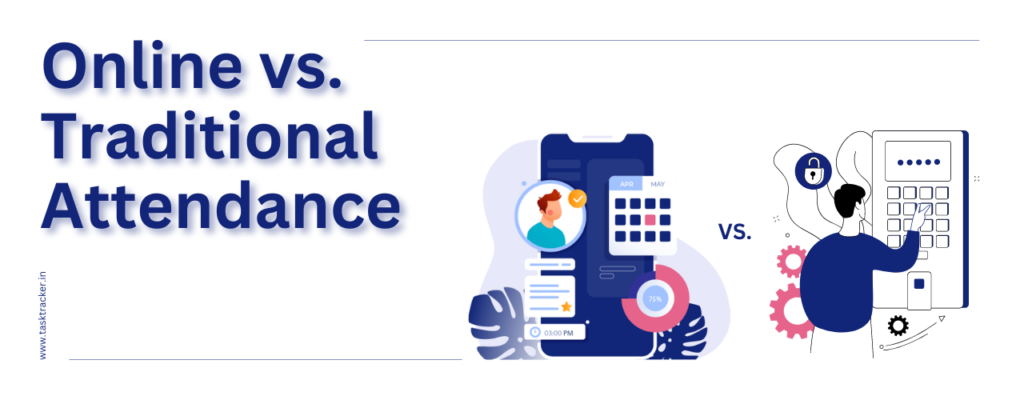 Online vs.
Traditional
Attendance
www.tasktracker.in
APR MAY
75%
03:00 PM
VS.